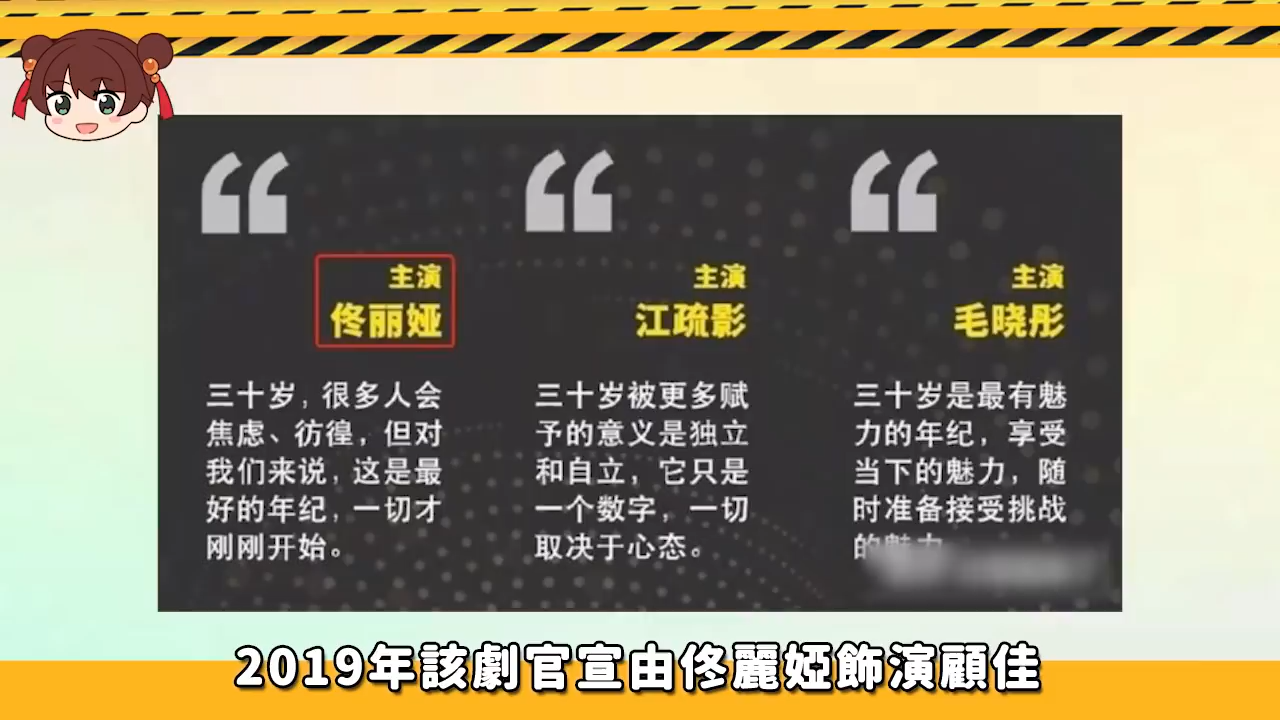 主演
佟丽娅
三十岁，很多人会
焦虑、彷徨，但对
我们来说，这是最
好的年纪，一切才
刚刚开始。
主演
江疏影
三十岁被更多赋
予的意义是独立
和自立，它只是
一个数字，一切
取决于心态。
主演
毛晓彤
三十岁是最有魅
力的年纪，享受
当下的魅力，随
时准备接受挑战
的魅力
2019年該劇官宣由佟麗婭飾演顧佳